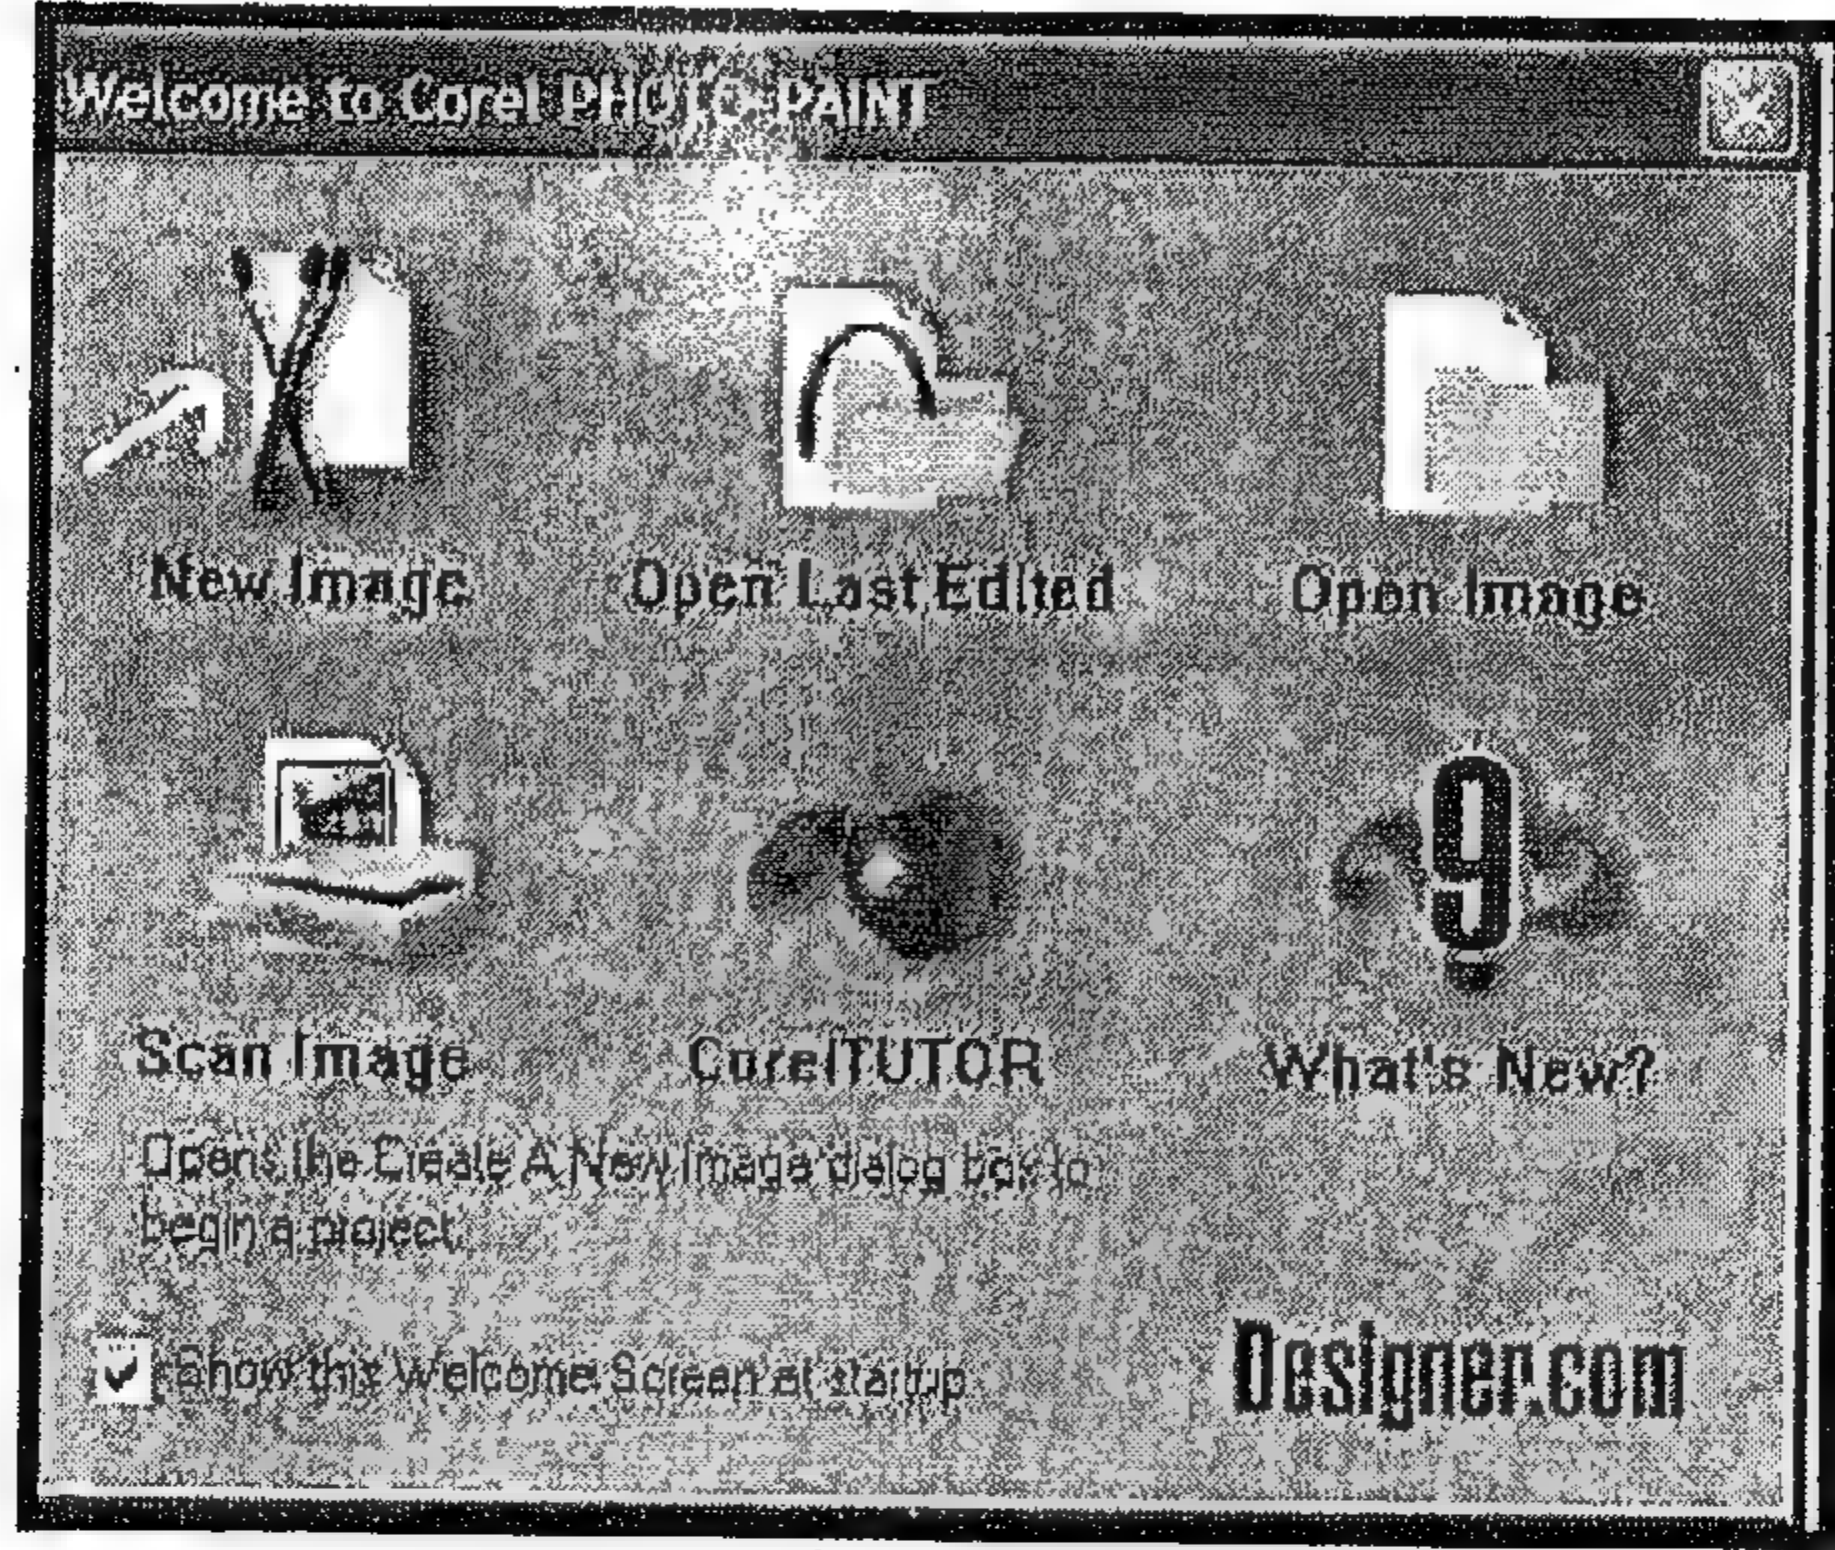 Welcome to Corel PHOTO-PAINT
New Image Open Last Edited Open Image
9
Scan Image CorelTUTOR What's New?
Opens the Create A New Image dialog box to
begin a project.
Show this Welcome Screen at startup
Designer.com